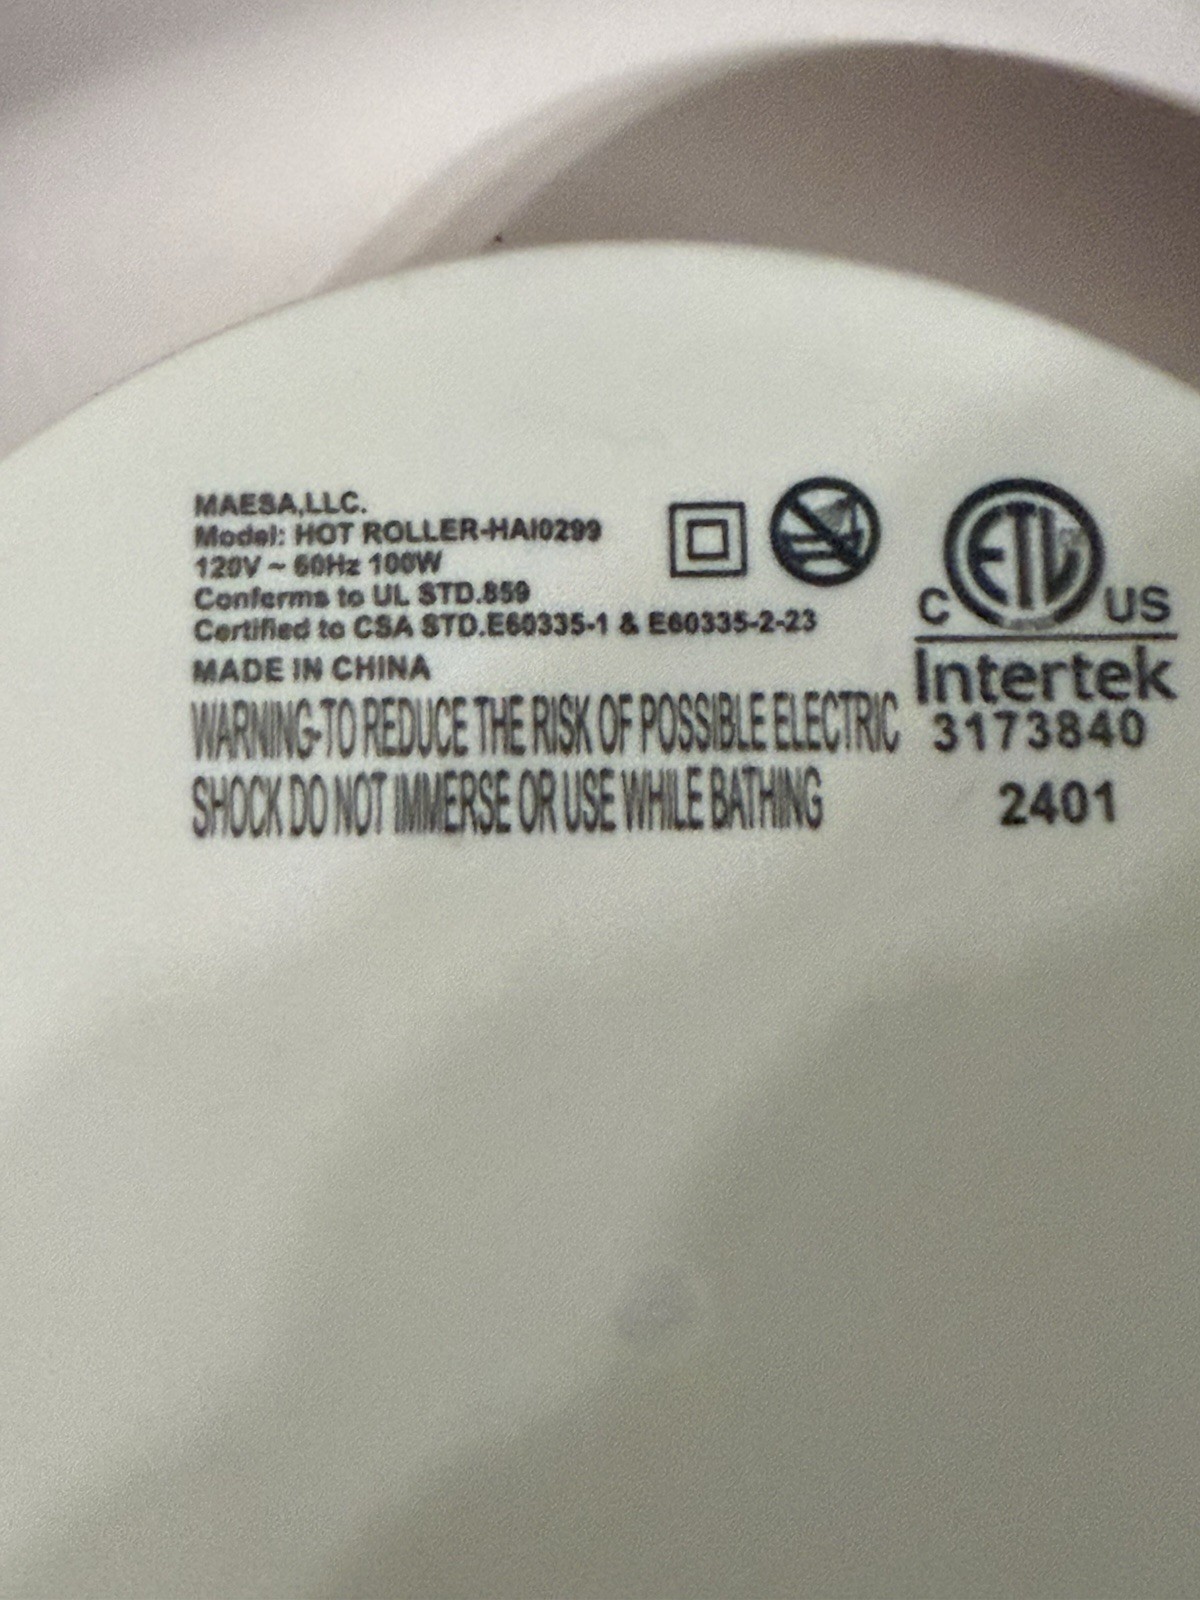 MAESA,LLC.
Model: HOT ROLLER-HAI0299
120V ~ 60Hz 100W
Conforms to UL STD.859
Certified to CSA STD.E60335-1 & E60335-2-23
MADE IN CHINA
WARNING-TO REDUCE THE RISK OF POSSIBLE ELECTRIC
SHOCK DO NOT IMMERSE OR USE WHILE BATHING
ETL
C US
Intertek
3173840
2401